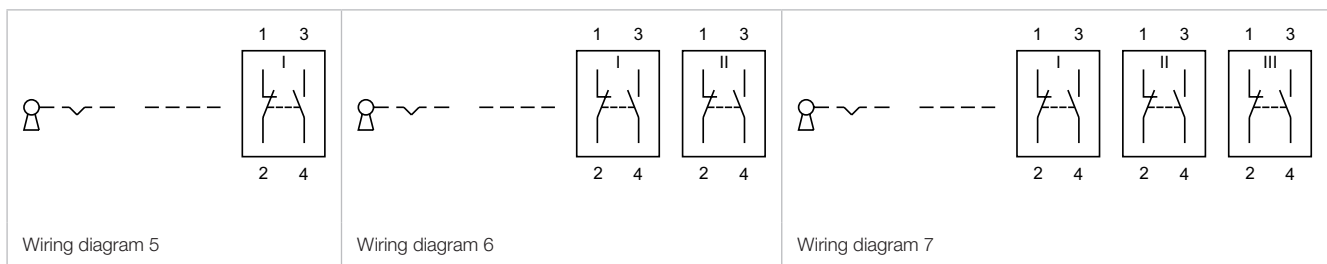 1 3
I
2 4
Wiring diagram 5
1 3 1 3
I II
2 4 2 4
Wiring diagram 6
1 3 1 3 1 3
I II III
2 4 2 4 2 4
Wiring diagram 7